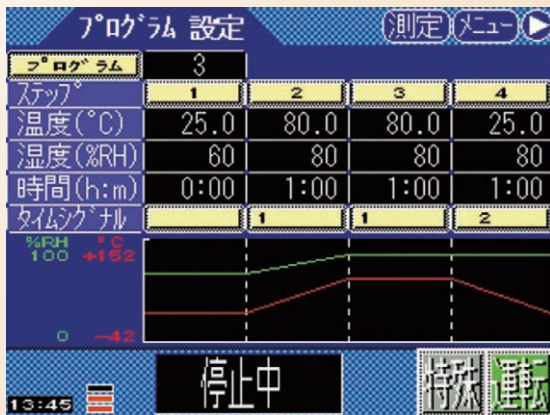 プログラム 設定 測定 メニュー
プログラム 3
ステップ 1 2 3 4
温度(°C) 25.0 80.0 80.0 25.0
湿度(%RH) 60 80 80 80
時間(h:m) 0:00 1:00 1:00 1:00
タイムシグナル 1 1 2
%RH °C
100 +152
0 -42
13:45 停止中 特殊 運転